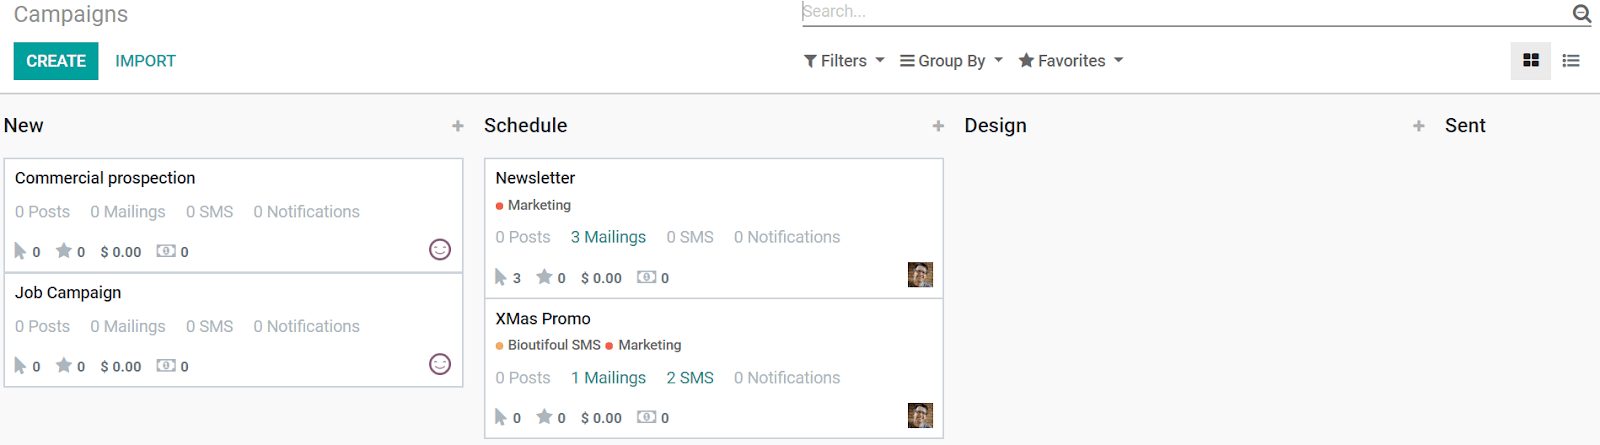 Campaigns
Search...
CREATE IMPORT
Filters Group By Favorites
New + Schedule + Design + Sent
Commercial prospection
0 Posts 0 Mailings 0 SMS 0 Notifications
0 0 $ 0.00 0
Job Campaign
0 Posts 0 Mailings 0 SMS 0 Notifications
0 0 $ 0.00 0
Newsletter
Marketing
0 Posts 3 Mailings 0 SMS 0 Notifications
3 0 $ 0.00 0
XMas Promo
Bioutifoul SMS Marketing
0 Posts 1 Mailings 2 SMS 0 Notifications
0 0 $ 0.00 0